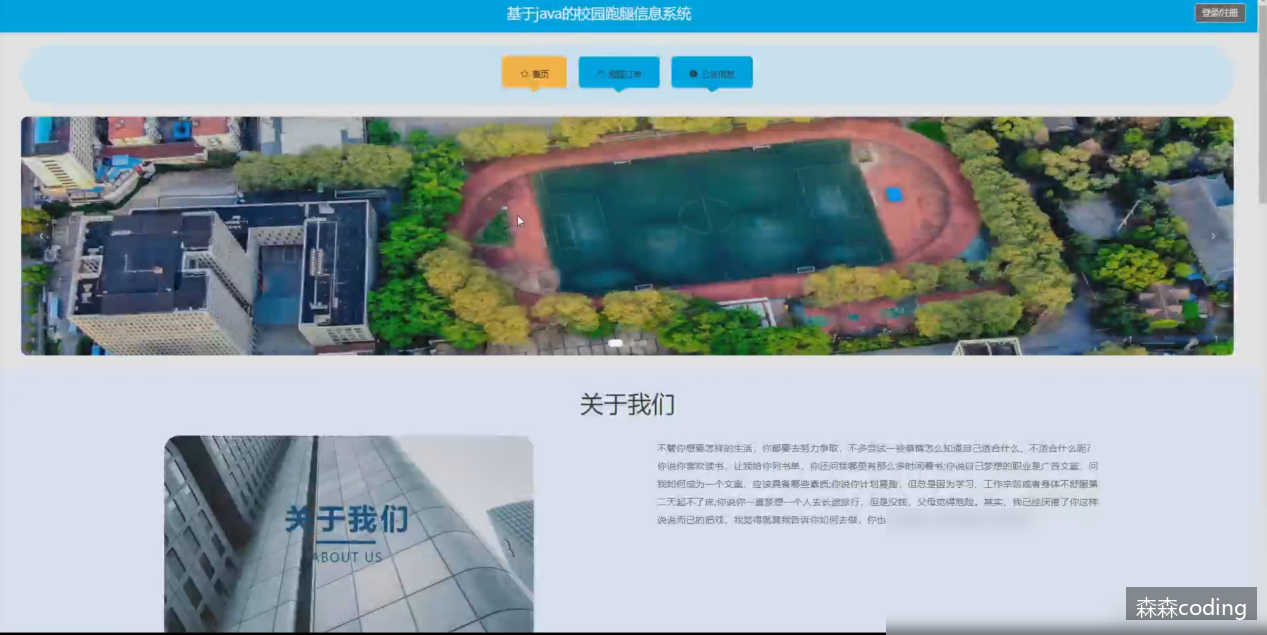 基于java的校园跑腿信息系统
登录/注册
首页
跑腿订单
公告信息
关于我们
关于我们
ABOUT US
不管你想要怎样的生活，你都要去努力争取，不多尝试一些事情怎么知道自己适合什么、不适合什么呢?
你说你喜欢读书，让我给你列书单，你还问我哪里有那么多时间看书;你说自己梦想的职业是广告文案，问
我如何成为一个文案，应该具备哪些素质;你说你计划晨跑，但总是因为学习、工作辛苦或者身体不舒服第
二天起不了床;你说你一直梦想一个人去长途旅行，但是没钱，父母觉得危险。其实，我已经厌倦了你这样
说说而已的把戏，我觉得就算我告诉你如何去做，你也
森森coding